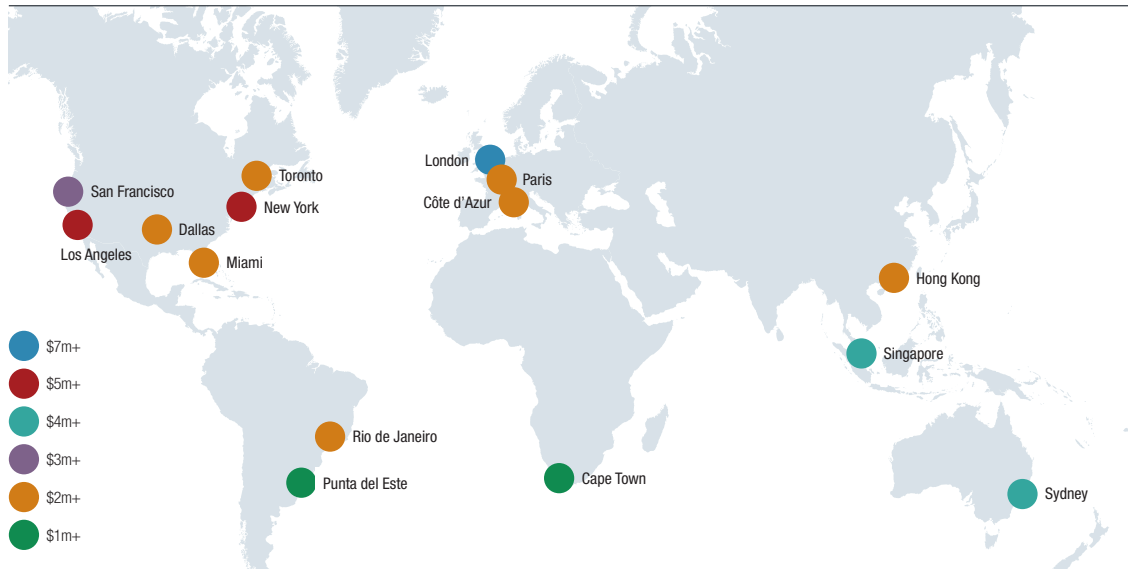 London
Toronto
Paris
San Francisco
Côte d'Azur
New York
Dallas
Los Angeles
Miami
Hong Kong
$7m+
Singapore
$5m+
$4m+
Rio de Janeiro
$3m+
Cape Town
Punta del Este
Sydney
$2m+
$1m+